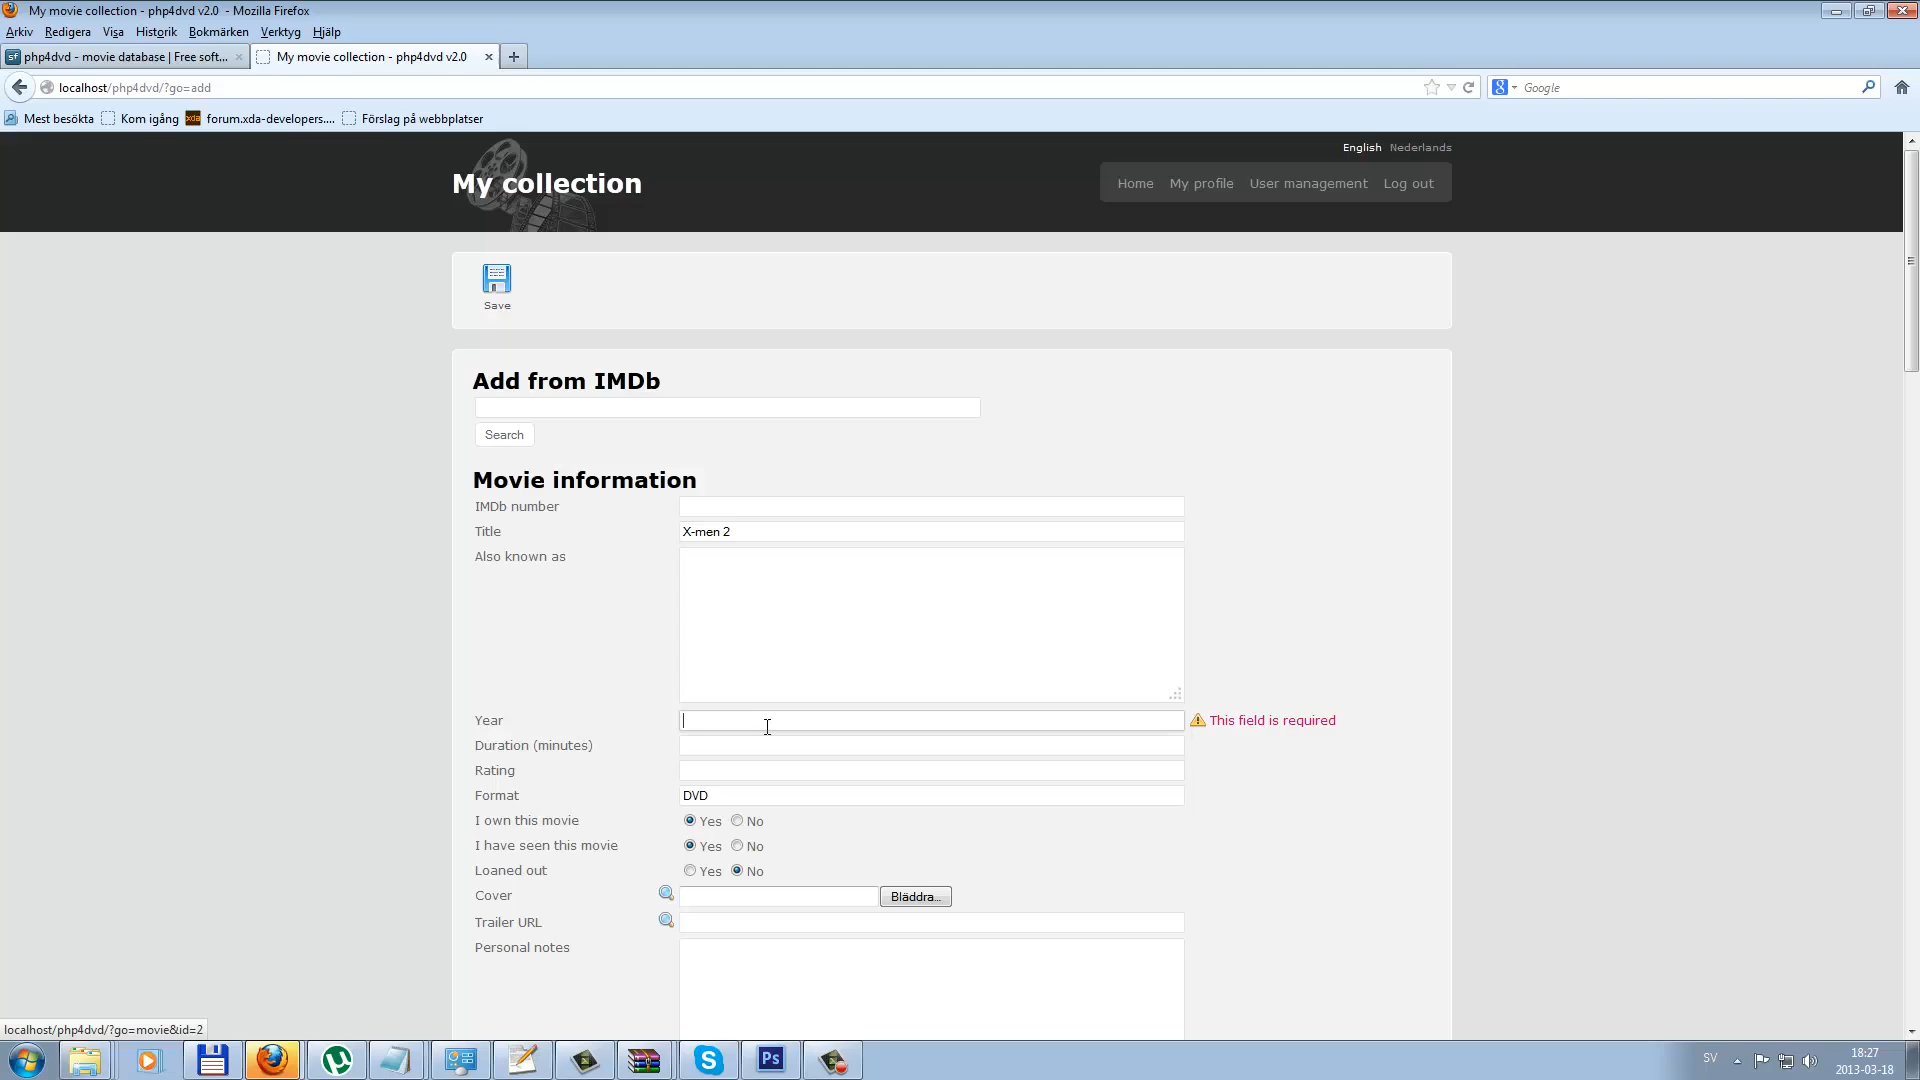 My movie collection - php4dvd v2.0 - Mozilla Firefox
Arkiv Redigera Visa Historik Bokmärken Verktyg Hjälp
php4dvd - movie database | Free soft... My movie collection - php4dvd v2.0
localhost/php4dvd/?go=add Google
Mest besökta Kom igång forum.xda-developers.... Förslag på webbplatser
English Nederlands
My collection
Home My profile User management Log out
Save
Add from IMDb
Search
Movie information
IMDb number
Title X-men 2
Also known as
Year This field is required
Duration (minutes)
Rating
Format DVD
I own this movie Yes No
I have seen this movie Yes No
Loaned out Yes No
Cover Bläddra...
Trailer URL
Personal notes
localhost/php4dvd/?go=movie&id=2
SV 18:27
2013-03-18